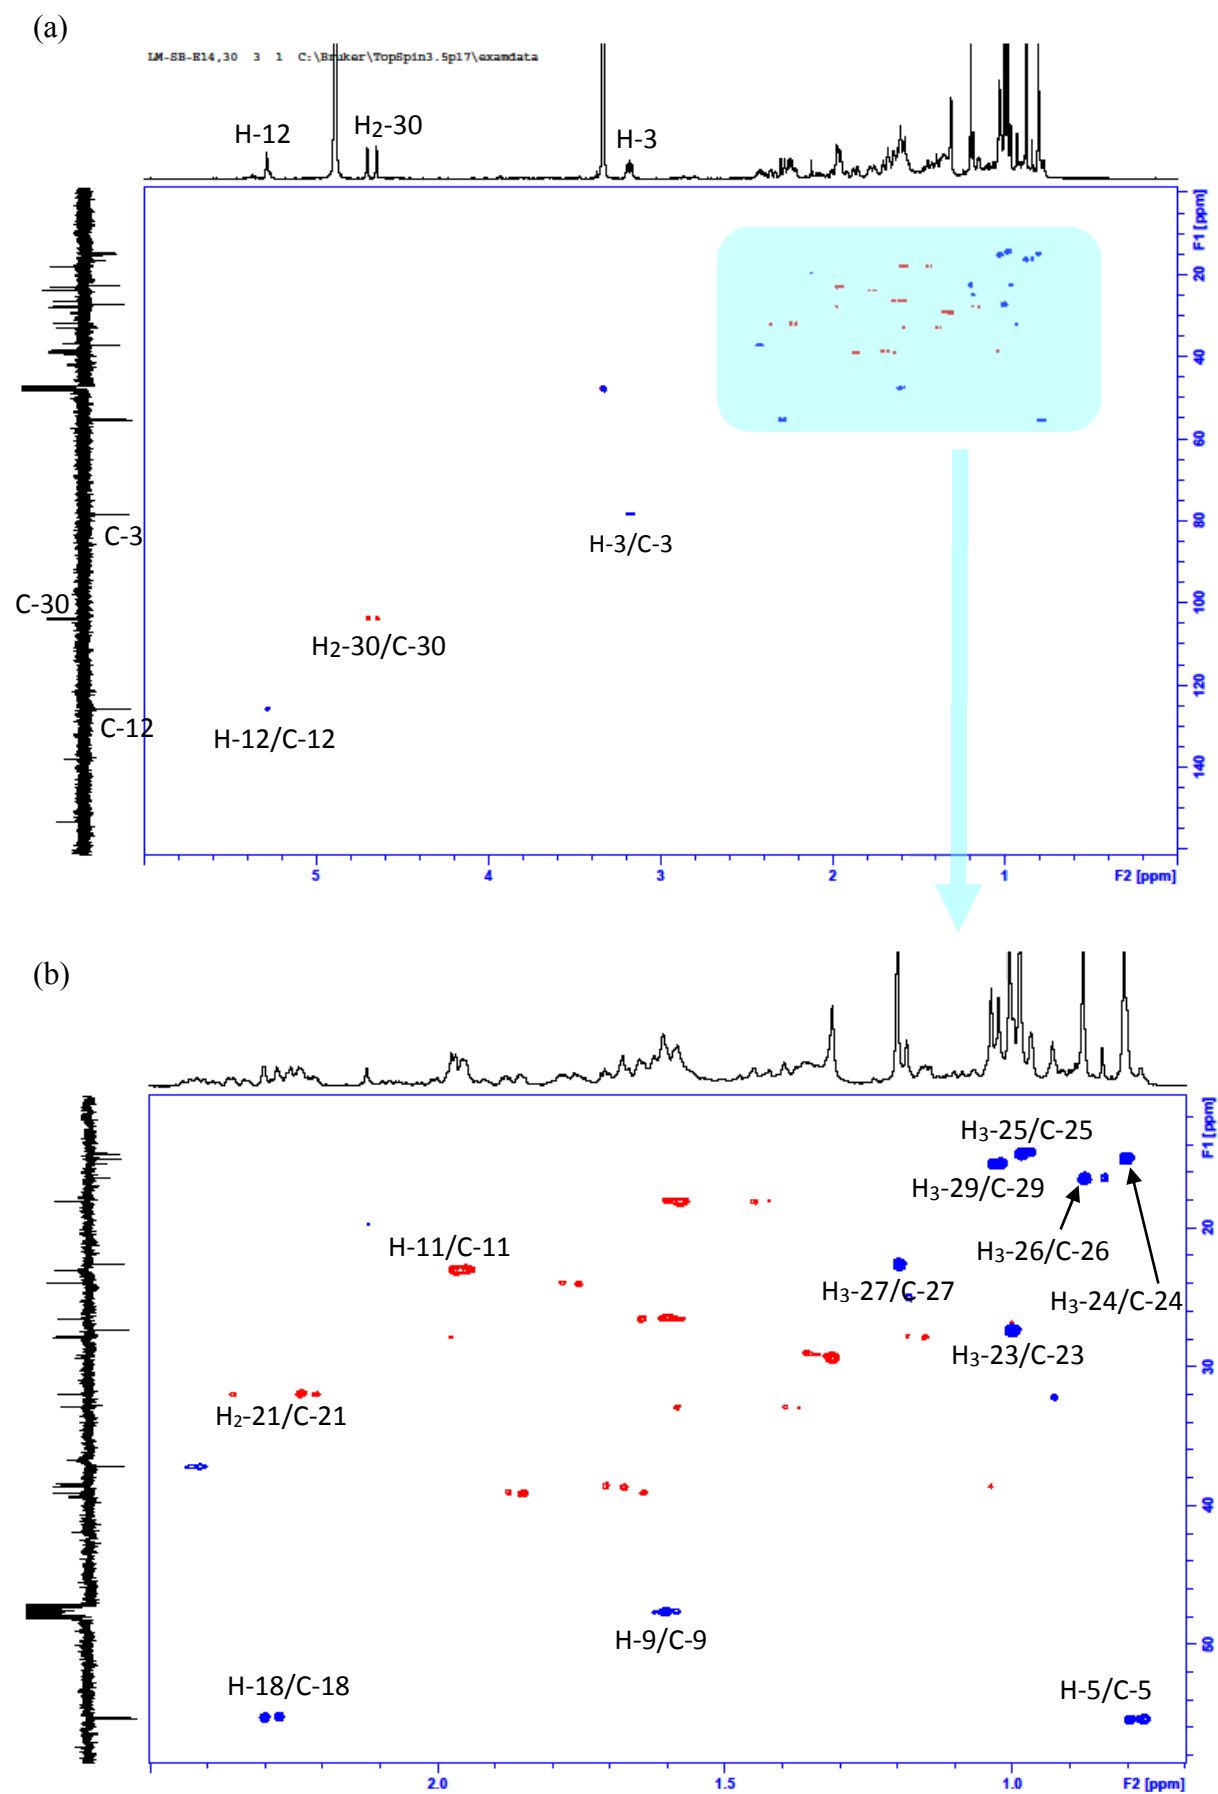 (a)
LM-SB-E14,30 3 1 C:\Bruker\TopSpin3.5pl7\examdata
H-12
H2-30
H-3
F1 [ppm]
20
40
60
80
100
120
140
C-3
C-30
C-12
H-3/C-3
H2-30/C-30
H-12/C-12
5
4
3
2
1
F2 [ppm]
(b)
F1 [ppm]
20
30
40
50
H3-25/C-25
H3-29/C-29
H-11/C-11
H3-26/C-26
H3-27/C-27
H3-24/C-24
H3-23/C-23
H2-21/C-21
H-9/C-9
H-18/C-18
H-5/C-5
2.0
1.5
1.0
F2 [ppm]